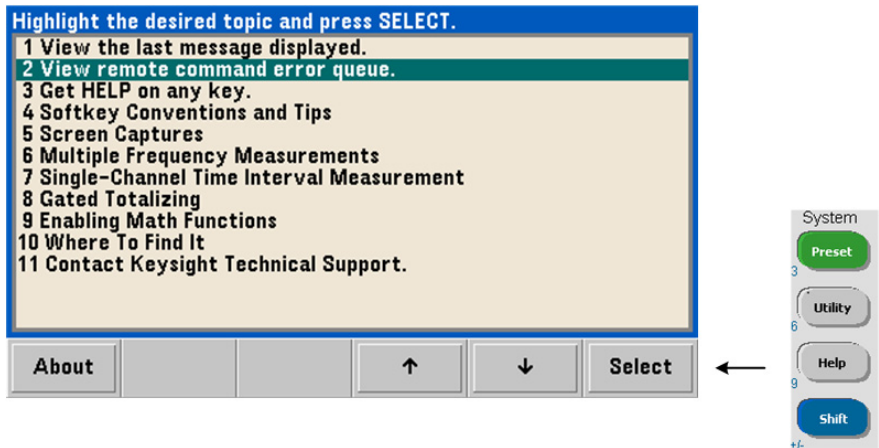 Highlight the desired topic and press SELECT.
1 View the last message displayed.
2 View remote command error queue.
3 Get HELP on any key.
4 Softkey Conventions and Tips
5 Screen Captures
6 Multiple Frequency Measurements
7 Single-Channel Time Interval Measurement
8 Gated Totalizing
9 Enabling Math Functions
10 Where To Find It
11 Contact Keysight Technical Support.
About ↑ ↓ Select
System
Preset
3
Utility
6
Help
9
Shift
+/-